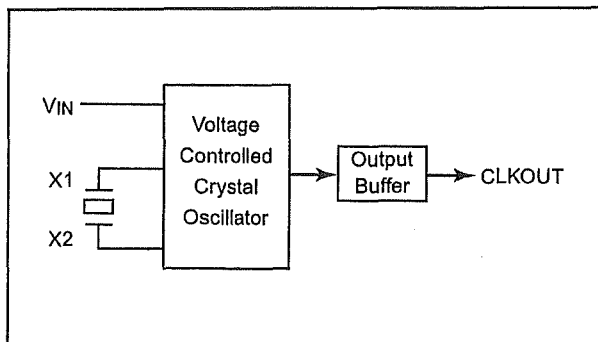 VIN
X1
X2
Voltage
Controlled
Crystal
Oscillator
Output
Buffer
CLKOUT